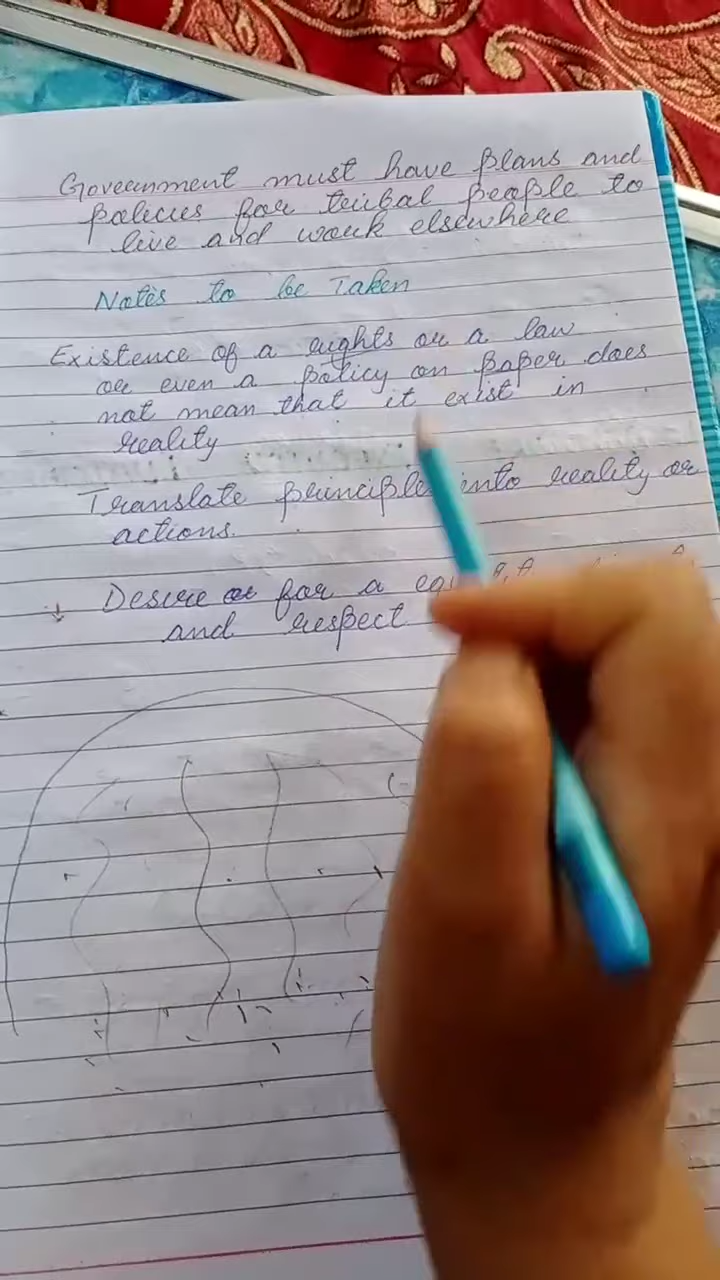 Government must have plans and
policies for tribal people to
live and work elsewhere
Notes to be Taken
Existence of a rights or a law
or even a policy on paper does
not mean that it exist in
reality
Translate principle into reality or
actions.
Desire or for a
and respect